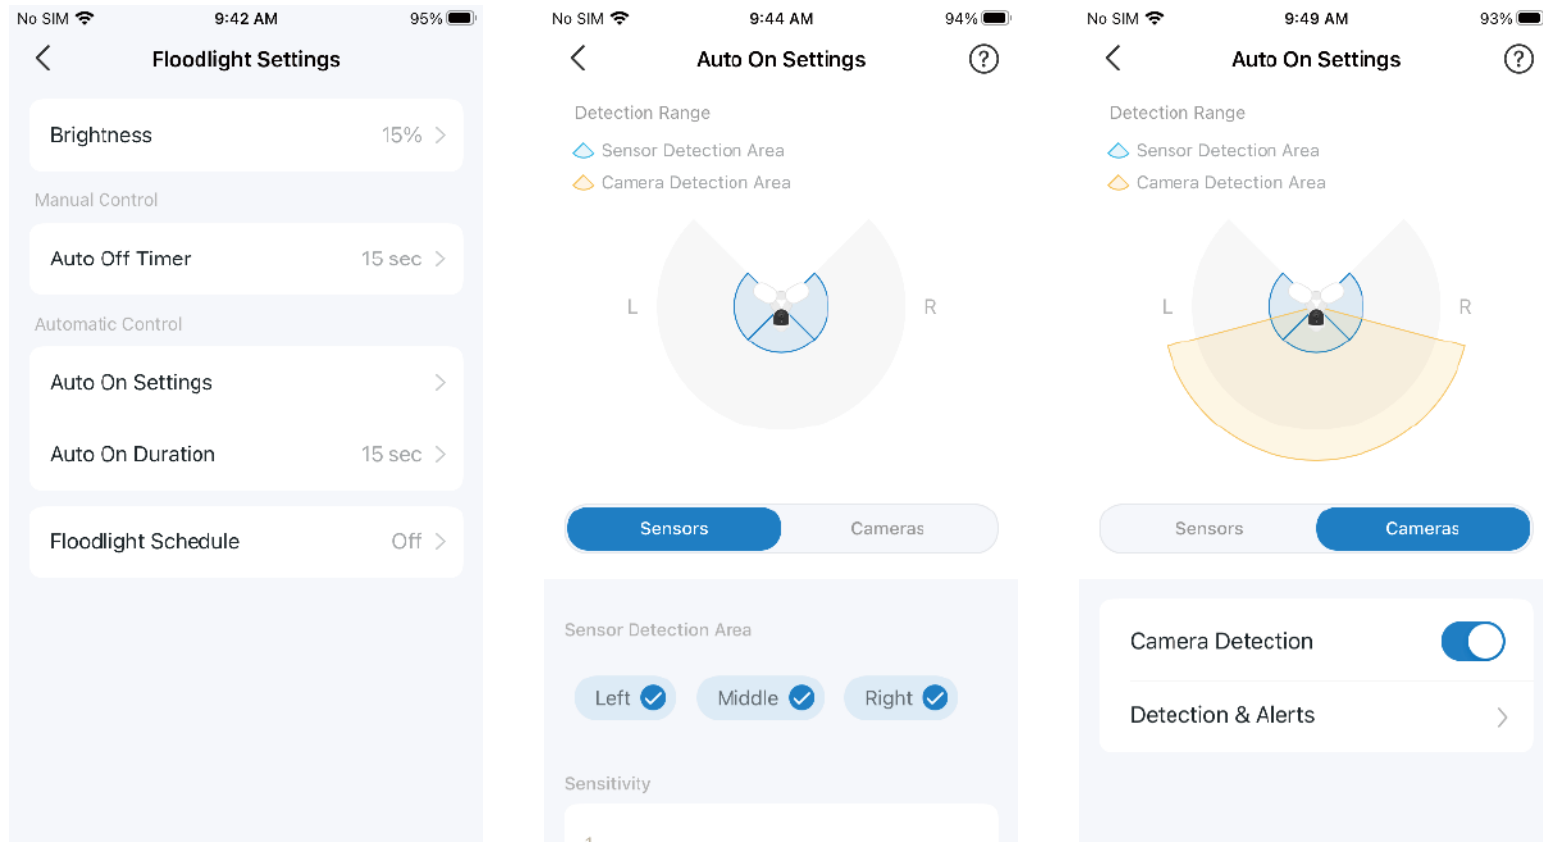 No SIM 9:42 AM 95%
Floodlight Settings
Brightness 15%
Manual Control
Auto Off Timer 15 sec
Automatic Control
Auto On Settings
Auto On Duration 15 sec
Floodlight Schedule Off
No SIM 9:44 AM 94%
Auto On Settings ?
Detection Range
Sensor Detection Area
Camera Detection Area
L R
Sensors Cameras
Sensor Detection Area
Left Middle Right
Sensitivity
No SIM 9:49 AM 93%
Auto On Settings ?
Detection Range
Sensor Detection Area
Camera Detection Area
L R
Sensors Cameras
Camera Detection
Detection & Alerts